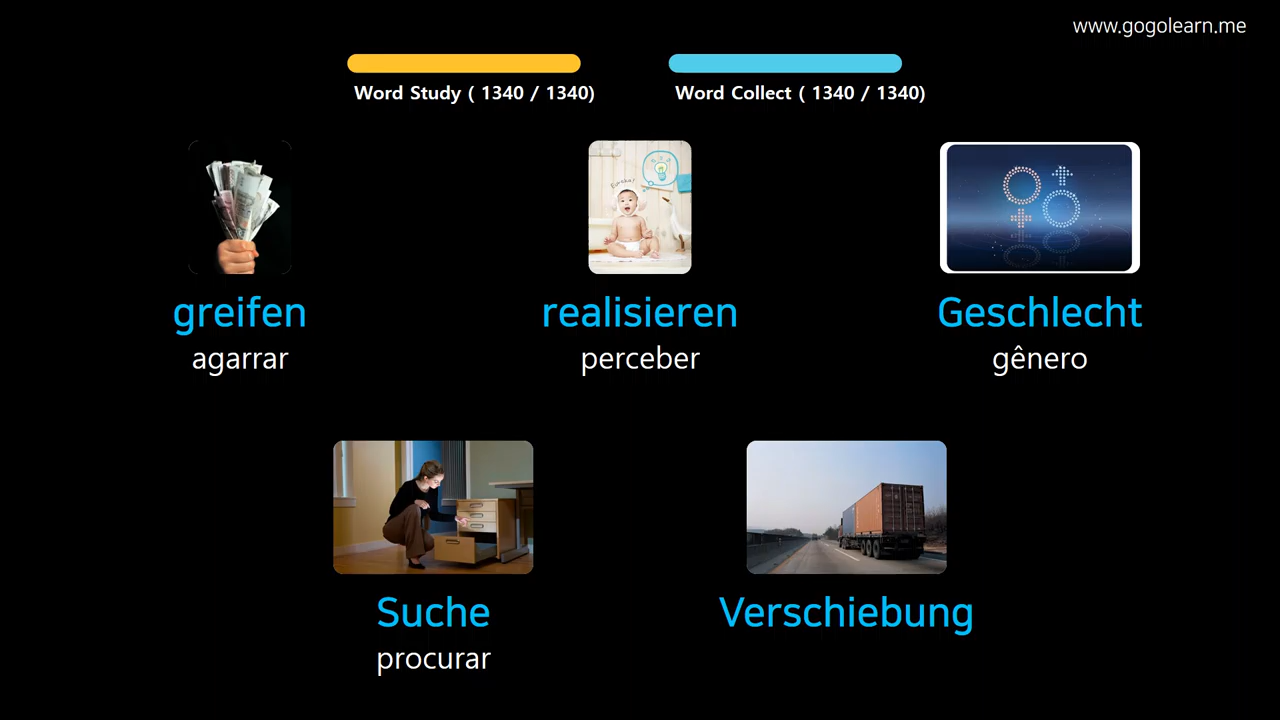 www.gogolearn.me
Word Study ( 1340 / 1340)
Word Collect ( 1340 / 1340)
Eureka!
greifen
agarrar
realisieren
perceber
Geschlecht
gênero
Suche
procurar
Verschiebung